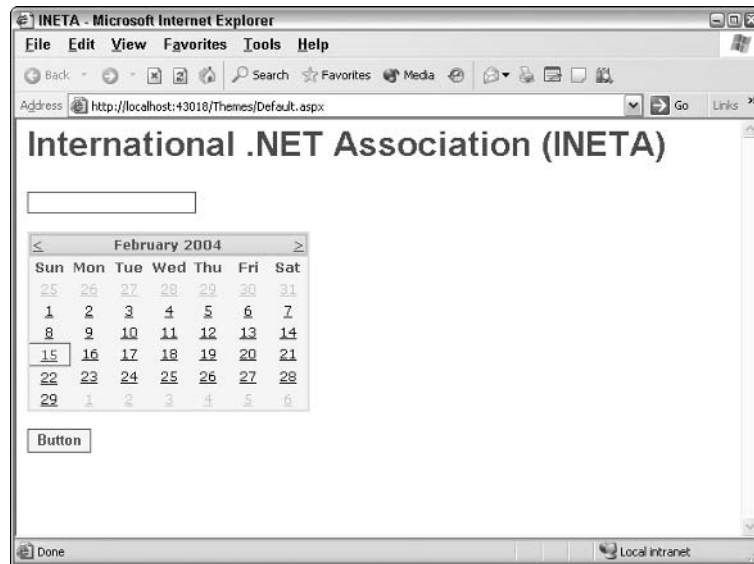 INETA - Microsoft Internet Explorer
File Edit View Favorites Tools Help
Back Search Favorites Media
Address http://localhost:43018/Themes/Default.aspx Go Links »
International .NET Association (INETA)
< February 2004 >
Sun Mon Tue Wed Thu Fri Sat
25 26 27 28 29 30 31
1 2 3 4 5 6 7
8 9 10 11 12 13 14
15 16 17 18 19 20 21
22 23 24 25 26 27 28
29 1 2 3 4 5 6
Button
Done Local intranet